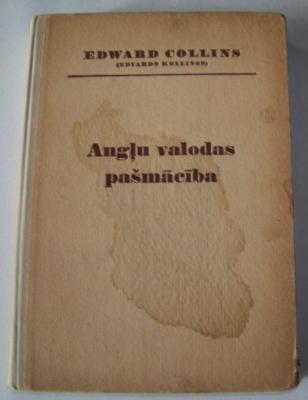 EDWARD COLLINS
(EDVARDS KOLLINSS)
Angļu valodas
pašmācība